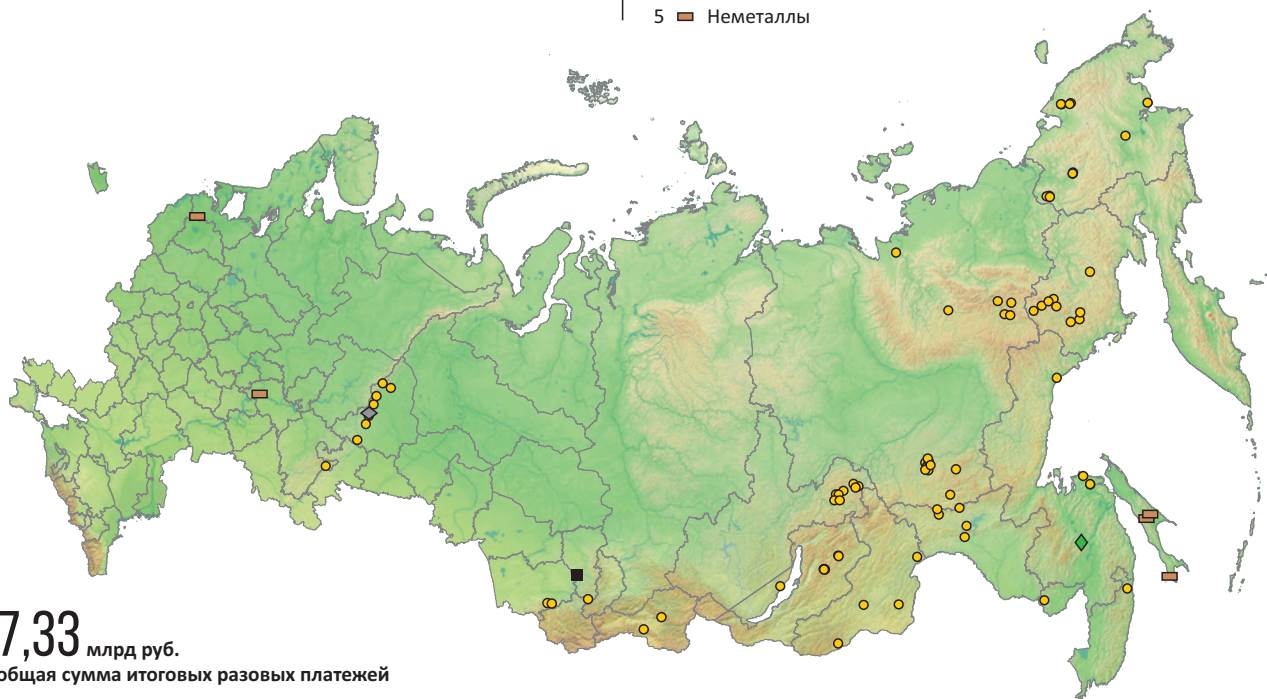 5 Неметаллы
7,33 млрд руб.
общая сумма итоговых разовых платежей